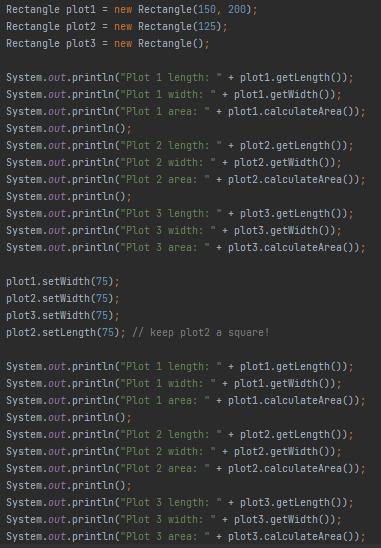 Rectangle plot1 = new Rectangle(150, 200);
Rectangle plot2 = new Rectangle(125);
Rectangle plot3 = new Rectangle();
System.out.println("Plot 1 length: " + plot1.getLength());
System.out.println("Plot 1 width: " + plot1.getWidth());
System.out.println("Plot 1 area: " + plot1.calculateArea());
System.out.println();
System.out.println("Plot 2 length: " + plot2.getLength());
System.out.println("Plot 2 width: " + plot2.getWidth());
System.out.println("Plot 2 area: " + plot2.calculateArea());
System.out.println();
System.out.println("Plot 3 length: " + plot3.getLength());
System.out.println("Plot 3 width: " + plot3.getWidth());
System.out.println("Plot 3 area: " + plot3.calculateArea());
plot1.setWidth(75);
plot2.setWidth(75);
plot3.setWidth(75);
plot2.setLength(75); // keep plot2 a square!
System.out.println("Plot 1 length: " + plot1.getLength());
System.out.println("Plot 1 width: " + plot1.getWidth());
System.out.println("Plot 1 area: " + plot1.calculateArea());
System.out.println();
System.out.println("Plot 2 length: " + plot2.getLength());
System.out.println("Plot 2 width: " + plot2.getWidth());
System.out.println("Plot 2 area: " + plot2.calculateArea());
System.out.println();
System.out.println("Plot 3 length: " + plot3.getLength());
System.out.println("Plot 3 width: " + plot3.getWidth());
System.out.println("Plot 3 area: " + plot3.calculateArea());